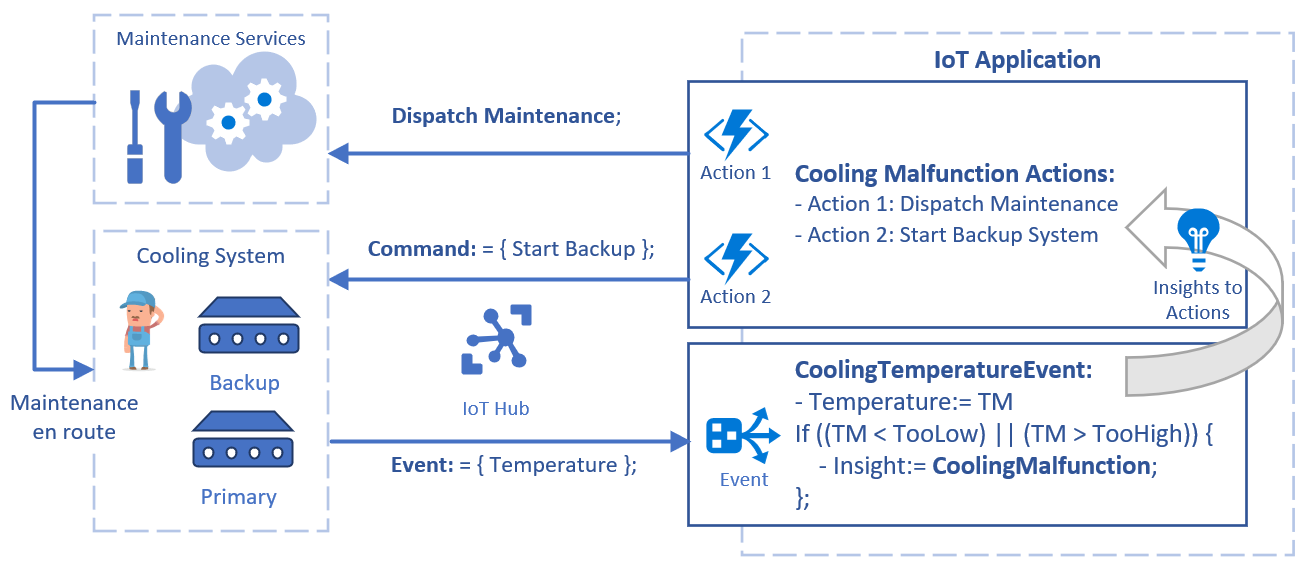 Maintenance Services
IoT Application
Dispatch Maintenance;
Action 1
Cooling Malfunction Actions:
- Action 1: Dispatch Maintenance
- Action 2: Start Backup System
Cooling System
Command: = { Start Backup };
Action 2
Insights to
Actions
Backup
IoT Hub
Maintenance
en route
Primary
CoolingTemperatureEvent:
- Temperature:= TM
If ((TM < TooLow) || (TM > TooHigh)) {
- Insight:= CoolingMalfunction;
};
Event: = { Temperature };
Event